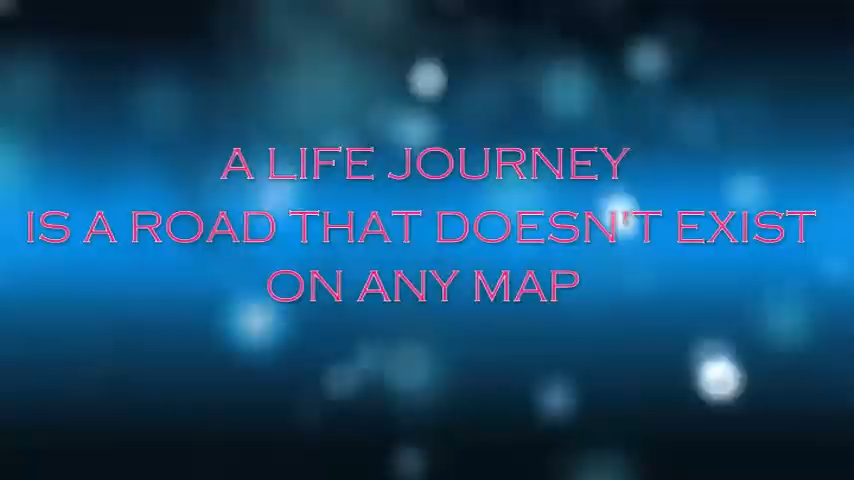 A LIFE JOURNEY
IS A ROAD THAT DOESN'T EXIST
ON ANY MAP